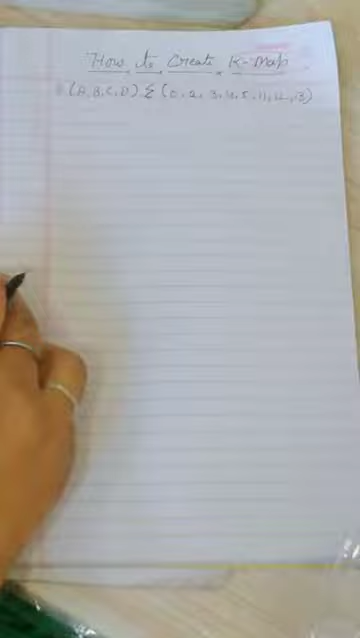 How to Create K-Map
(A,B,C,D) Σ (0,2,3,4,5,11,12,13)